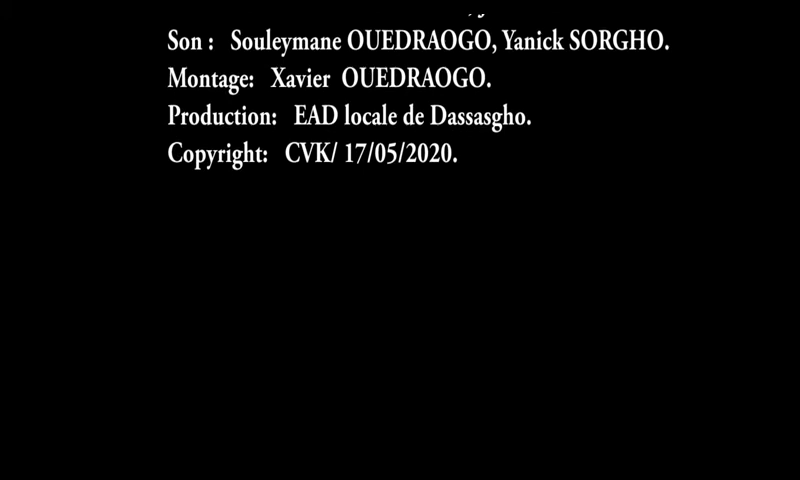 Son : Souleymane OUEDRAOGO, Yanick SORGHO.
Montage: Xavier OUEDRAOGO.
Production: EAD locale de Dassasgho.
Copyright: CVK/ 17/05/2020.